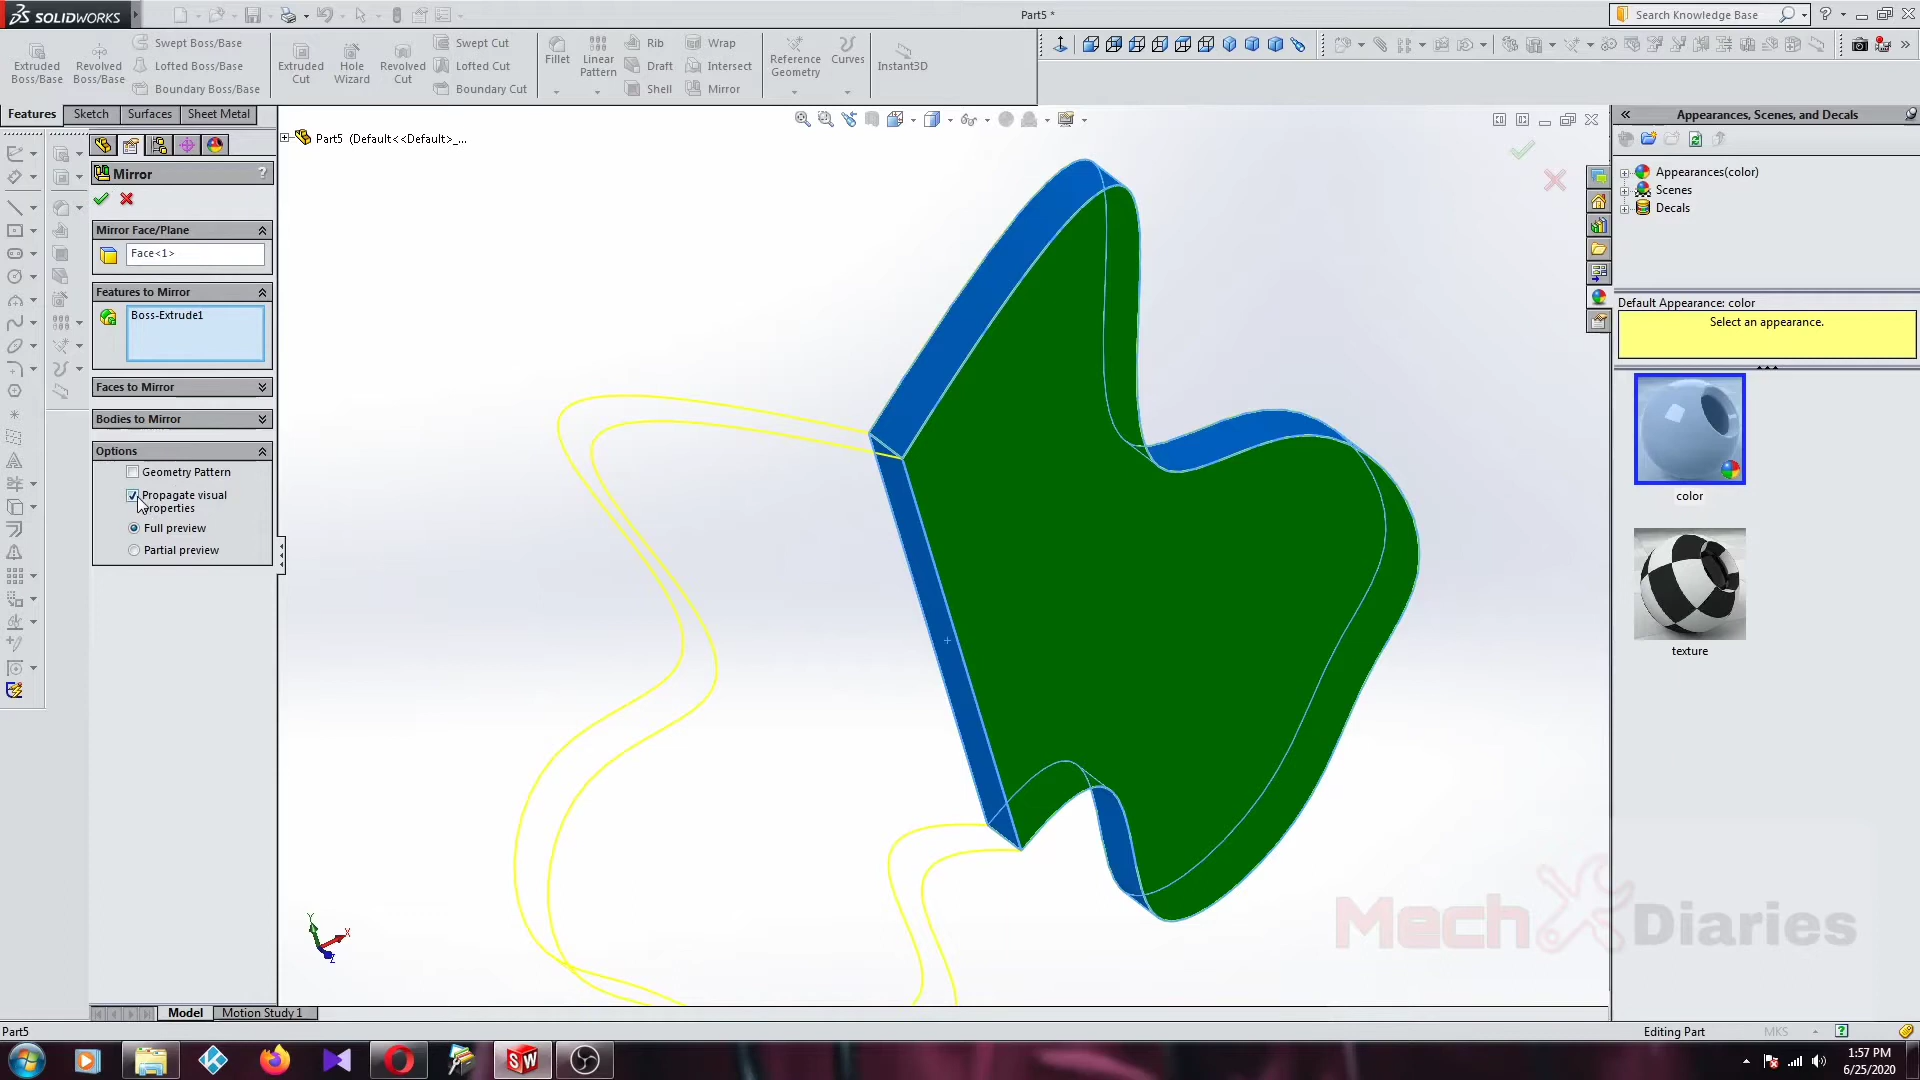 SOLIDWORKS
Part5 *
Search Knowledge Base
Extruded Boss/Base
Revolved Boss/Base
Swept Boss/Base
Lofted Boss/Base
Boundary Boss/Base
Extruded Cut
Hole Wizard
Revolved Cut
Swept Cut
Lofted Cut
Boundary Cut
Fillet
Linear Pattern
Rib
Draft
Shell
Wrap
Intersect
Mirror
Reference Geometry
Curves
Instant3D
Features
Sketch
Surfaces
Sheet Metal
Part5 (Default<<Default>_...
Appearances, Scenes, and Decals
Mirror
?
Appearances(color)
Scenes
Decals
Mirror Face/Plane
Face<1>
Features to Mirror
Boss-Extrude1
Faces to Mirror
Bodies to Mirror
Options
Geometry Pattern
Propagate visual
properties
Full preview
Partial preview
Default Appearance: color
Select an appearance.
color
texture
Y
X
Z
Mech Diaries
Model
Motion Study 1
Part5
Editing Part
MKS
SW
1:57 PM
6/25/2020